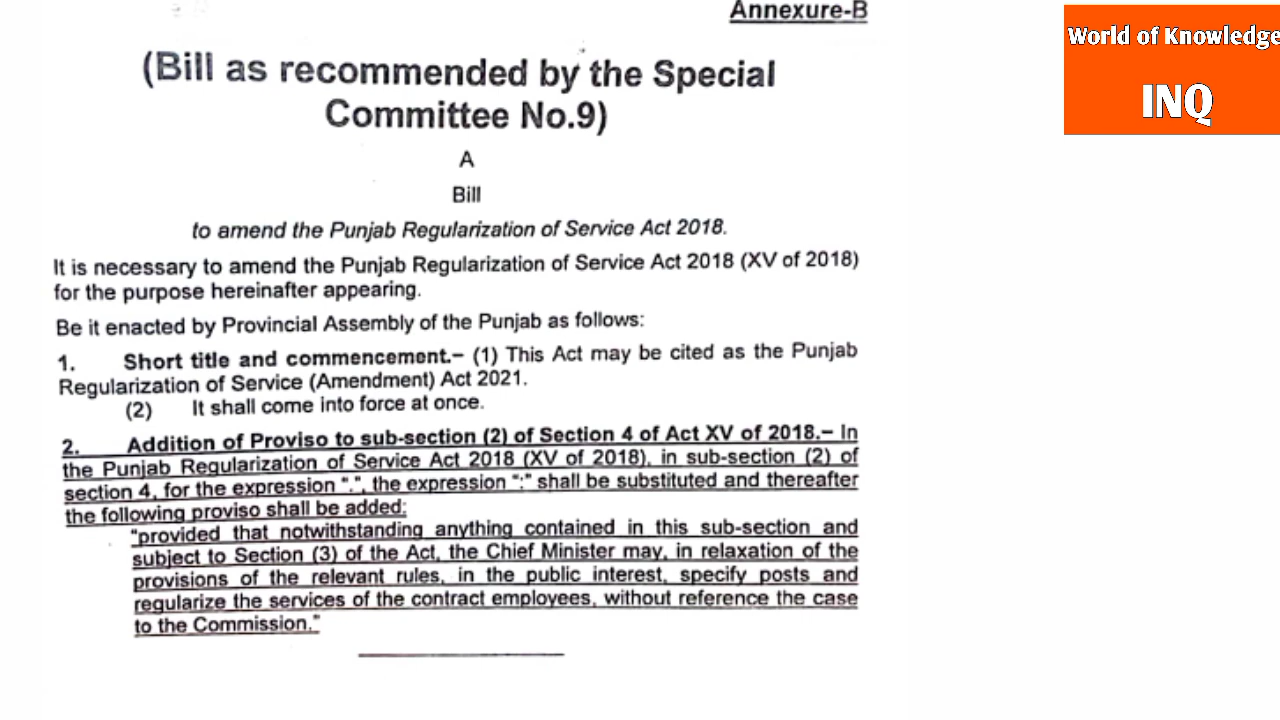 Annexure-B
World of Knowledge
INQ
(Bill as recommended by the Special
Committee No.9)
A
Bill
to amend the Punjab Regularization of Service Act 2018.
It is necessary to amend the Punjab Regularization of Service Act 2018 (XV of 2018)
for the purpose hereinafter appearing.
Be it enacted by Provincial Assembly of the Punjab as follows:
1. Short title and commencement.– (1) This Act may be cited as the Punjab
Regularization of Service (Amendment) Act 2021.
(2) It shall come into force at once.
2. Addition of Proviso to sub-section (2) of Section 4 of Act XV of 2018.– In
the Punjab Regularization of Service Act 2018 (XV of 2018), in sub-section (2) of
section 4, for the expression ".", the expression ":" shall be substituted and thereafter
the following proviso shall be added:
"provided that notwithstanding anything contained in this sub-section and
subject to Section (3) of the Act, the Chief Minister may, in relaxation of the
provisions of the relevant rules, in the public interest, specify posts and
regularize the services of the contract employees, without reference the case
to the Commission."